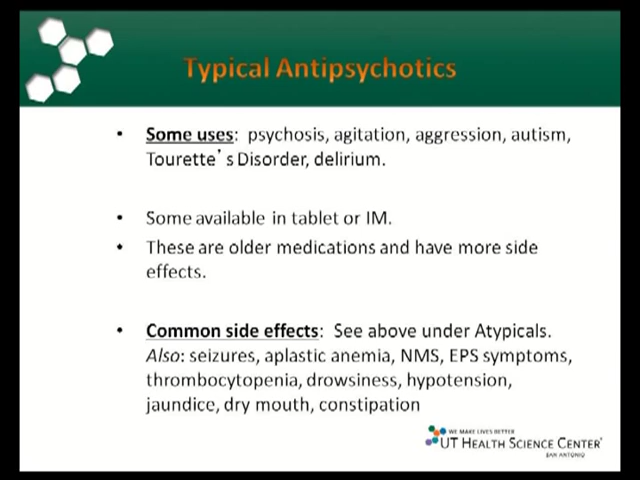 Typical Antipsychotics
• Some uses: psychosis, agitation, aggression, autism,
Tourette's Disorder, delirium.
• Some available in tablet or IM.
• These are older medications and have more side
effects.
• Common side effects: See above under Atypicals.
Also: seizures, aplastic anemia, NMS, EPS symptoms,
thrombocytopenia, drowsiness, hypotension,
jaundice, dry mouth, constipation
WE MAKE LIVES BETTER
UT HEALTH SCIENCE CENTER®
SAN ANTONIO